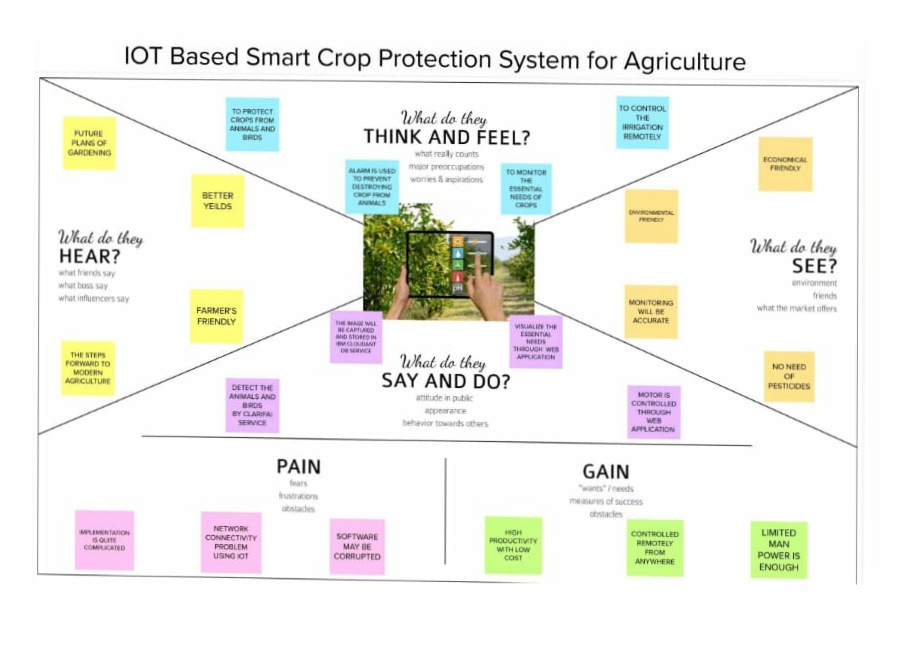 IOT Based Smart Crop Protection System for Agriculture
What do they
THINK AND FEEL?
what really counts
major preoccupations
worries & aspirations
TO PROTECT
CROPS FROM
ANIMALS AND
BIRDS
ALARM IS USED
TO PREVENT
DESTROYING
CROP FROM
ANIMALS
TO MONITOR
THE
ESSENTIAL
NEEDS OF
CROPS
TO CONTROL
THE
IRRIGATION
REMOTELY
What do they
HEAR?
what friends say
what boss say
what influencers say
FUTURE
PLANS OF
GARDENING
BETTER
YEILDS
FARMER'S
FRIENDLY
THE STEPS
FORWARD TO
MODERN
AGRICULTURE
pH
What do they
SEE?
environment
friends
what the market offers
ECONOMICAL
FRIENDLY
ENVIRONMENTAL
FRIENDLY
MONITORING
WILL BE
ACCURATE
NO NEED
OF
PESTICIDES
What do they
SAY AND DO?
attitude in public
appearance
behavior towards others
THE IMAGE WILL
BE CAPTURED
AND STORED IN
IBM CLOUDANT
DB SERVICE
VISUALIZE THE
ESSENTIAL
NEEDS
THROUGH WEB
APPLICATION
DETECT THE
ANIMALS AND
BIRDS
BY CLARIFAI
SERVICE
MOTOR IS
CONTROLLED
THROUGH
WEB
APPLICATION
PAIN
fears
frustrations
obstacles
IMPLEMENTATION
IS QUITE
COMPLICATED
NETWORK
CONNECTIVITY
PROBLEM
USING IOT
SOFTWARE
MAY BE
CORRUPTED
GAIN
"wants" / needs
measures of success
obstacles
HIGH
PRODUCTIVITY
WITH LOW
COST
CONTROLLED
REMOTELY
FROM
ANYWHERE
LIMITED
MAN
POWER IS
ENOUGH